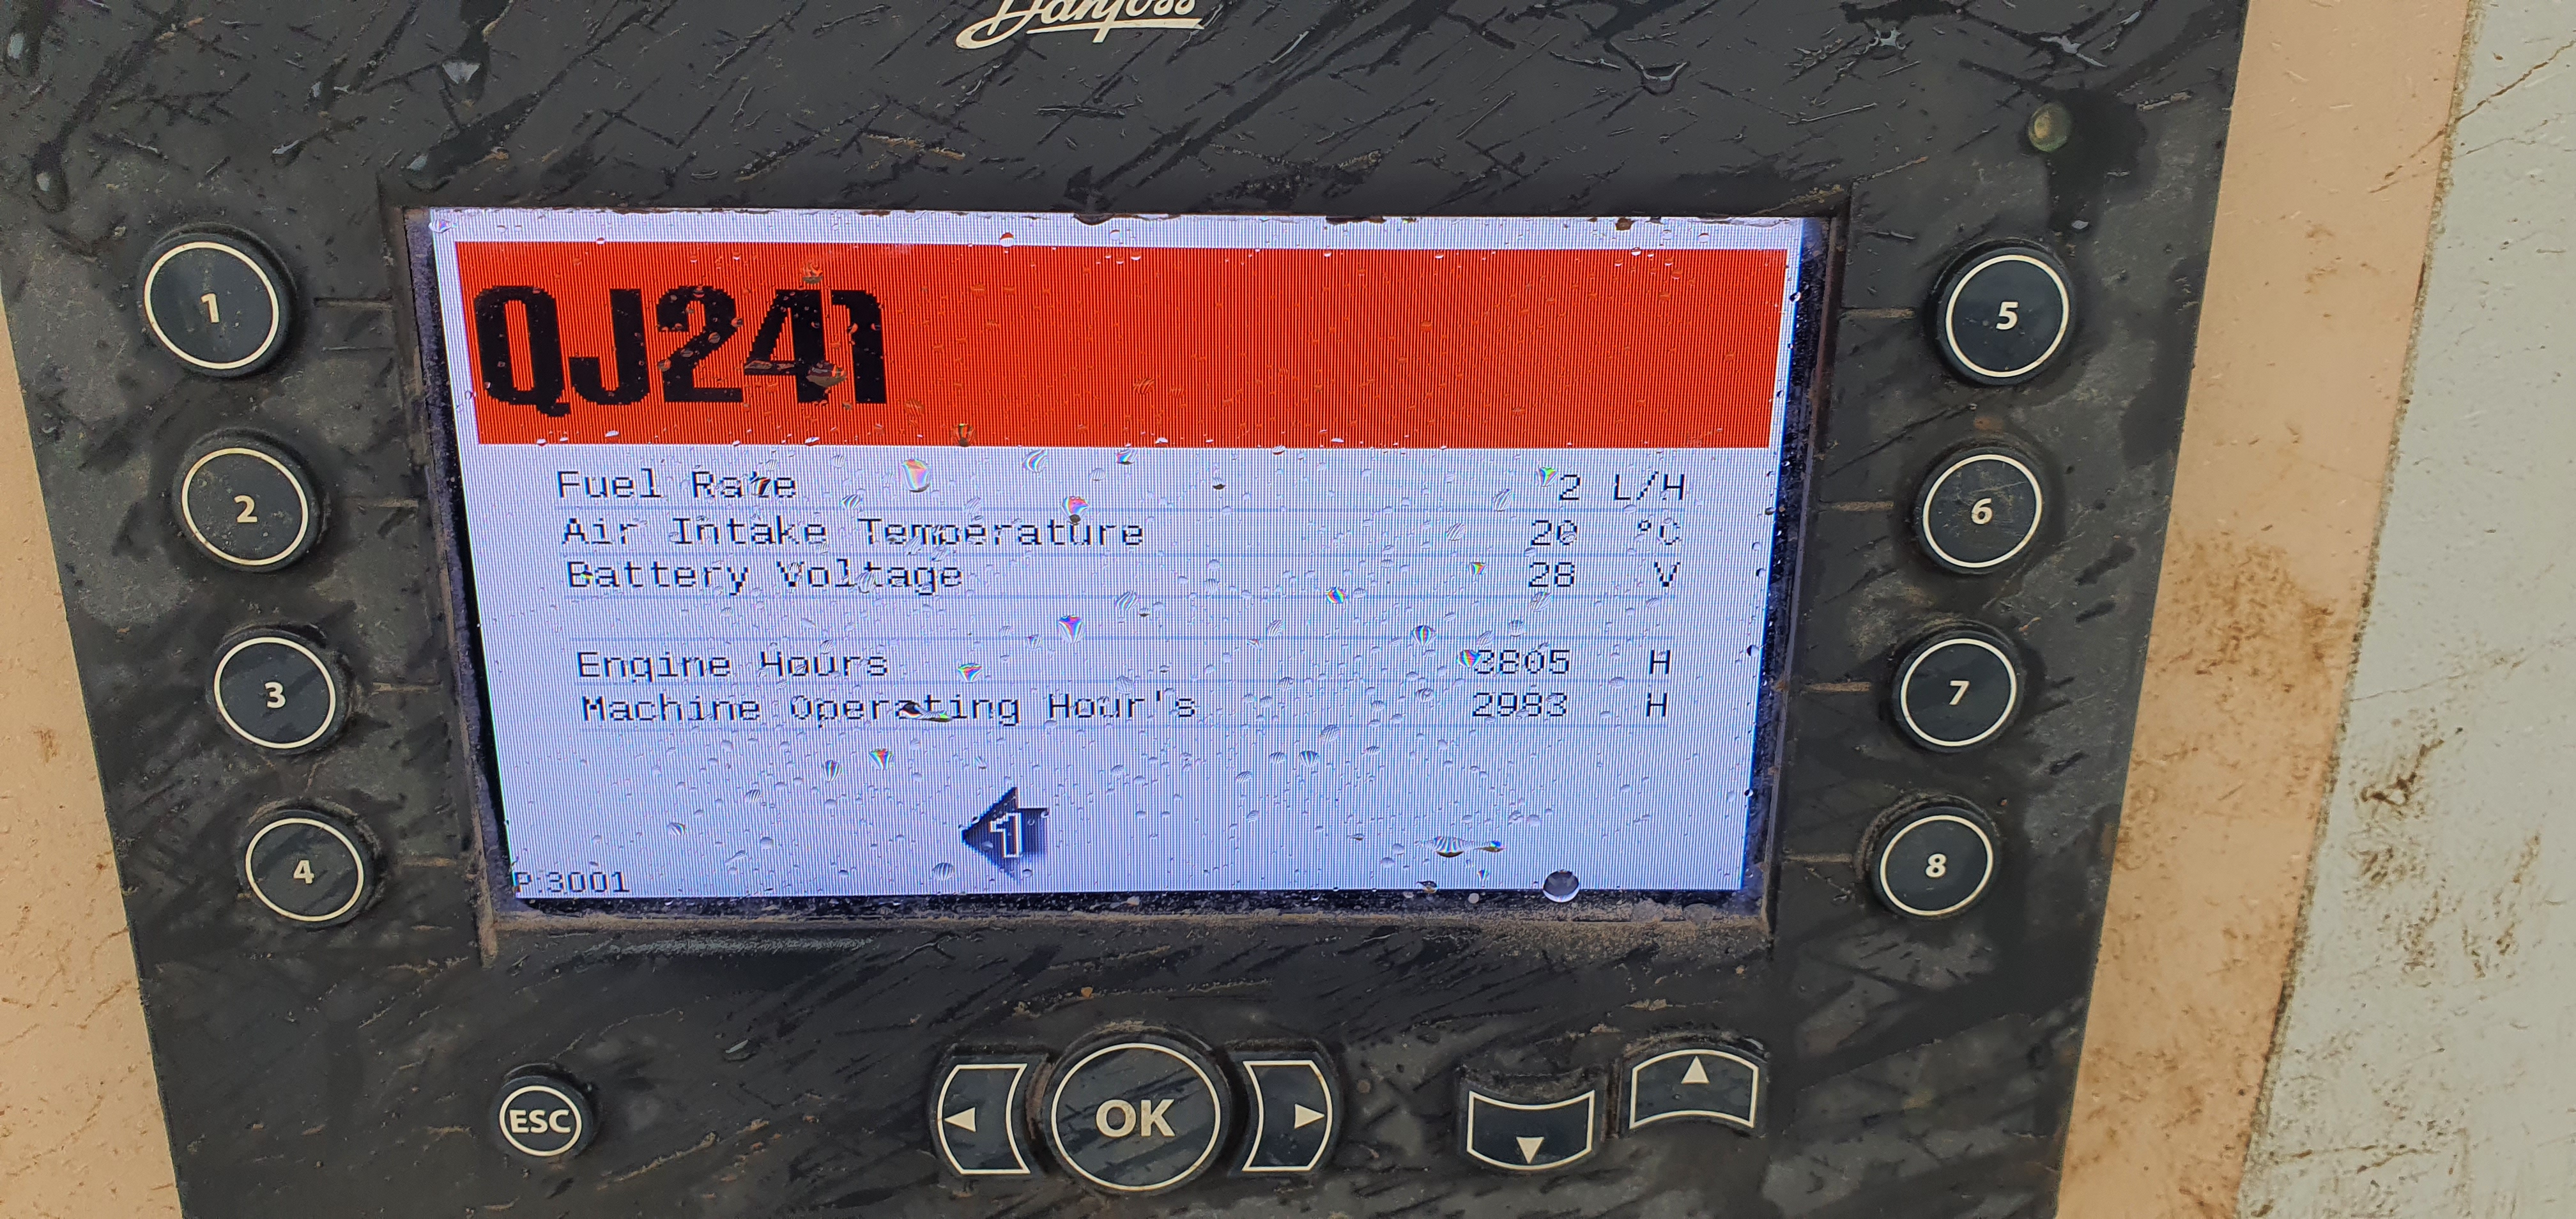 Danfoss
QJ241
Fuel Rate 2 L/H
Air Intake Temperature 20 °C
Battery Voltage 28 V
Engine Hours 3805 H
Machine Operating Hour's 2983 H
1
P:3001
1
2
3
4
5
6
7
8
ESC
OK